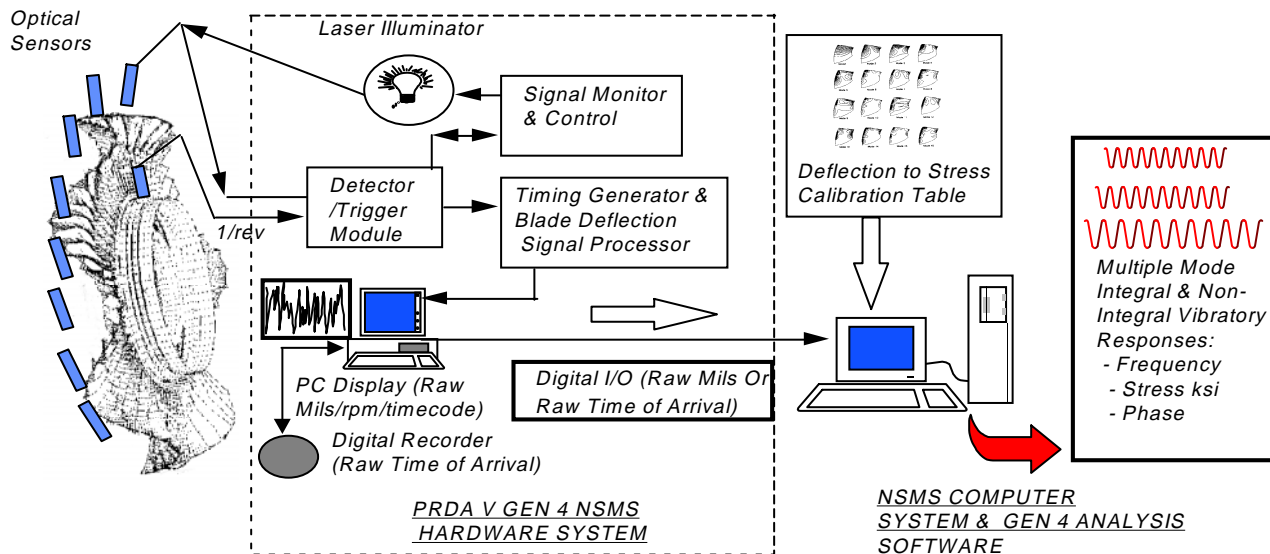 Optical
Sensors
Laser Illuminator
Signal Monitor
& Control
Detector
/Trigger
Module
1/rev
Timing Generator &
Blade Deflection
Signal Processor
PC Display (Raw
Mils/rpm/timecode)
Digital Recorder
(Raw Time of Arrival)
Digital I/O (Raw Mils Or
Raw Time of Arrival)
PRDA V GEN 4 NSMS
HARDWARE SYSTEM
Deflection to Stress
Calibration Table
NSMS COMPUTER
SYSTEM & GEN 4 ANALYSIS
SOFTWARE
Multiple Mode
Integral & Non-
Integral Vibratory
Responses:
- Frequency
- Stress ksi
- Phase